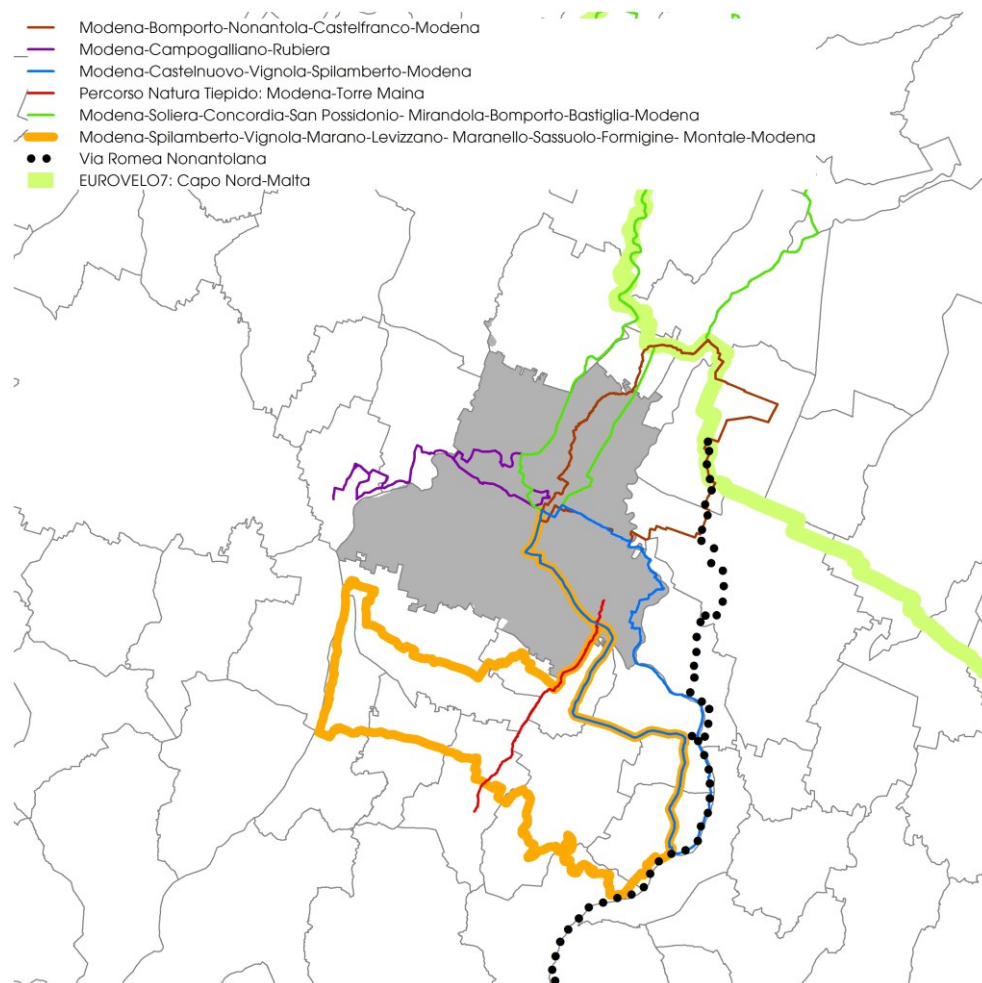 Modena-Bomporto-Nonantola-Castelfranco-Modena
Modena-Campogalliano-Rubiera
Modena-Castelnuovo-Vignola-Spilamberto-Modena
Percorso Natura Tiepido: Modena-Torre Maina
Modena-Soliera-Concordia-San Possidonio- Mirandola-Bomporto-Bastiglia-Modena
Modena-Spilamberto-Vignola-Marano-Levizzano- Maranello-Sassuolo-Formigine- Montale-Modena
Via Romea Nonantolana
EUROVELO7: Capo Nord-Malta